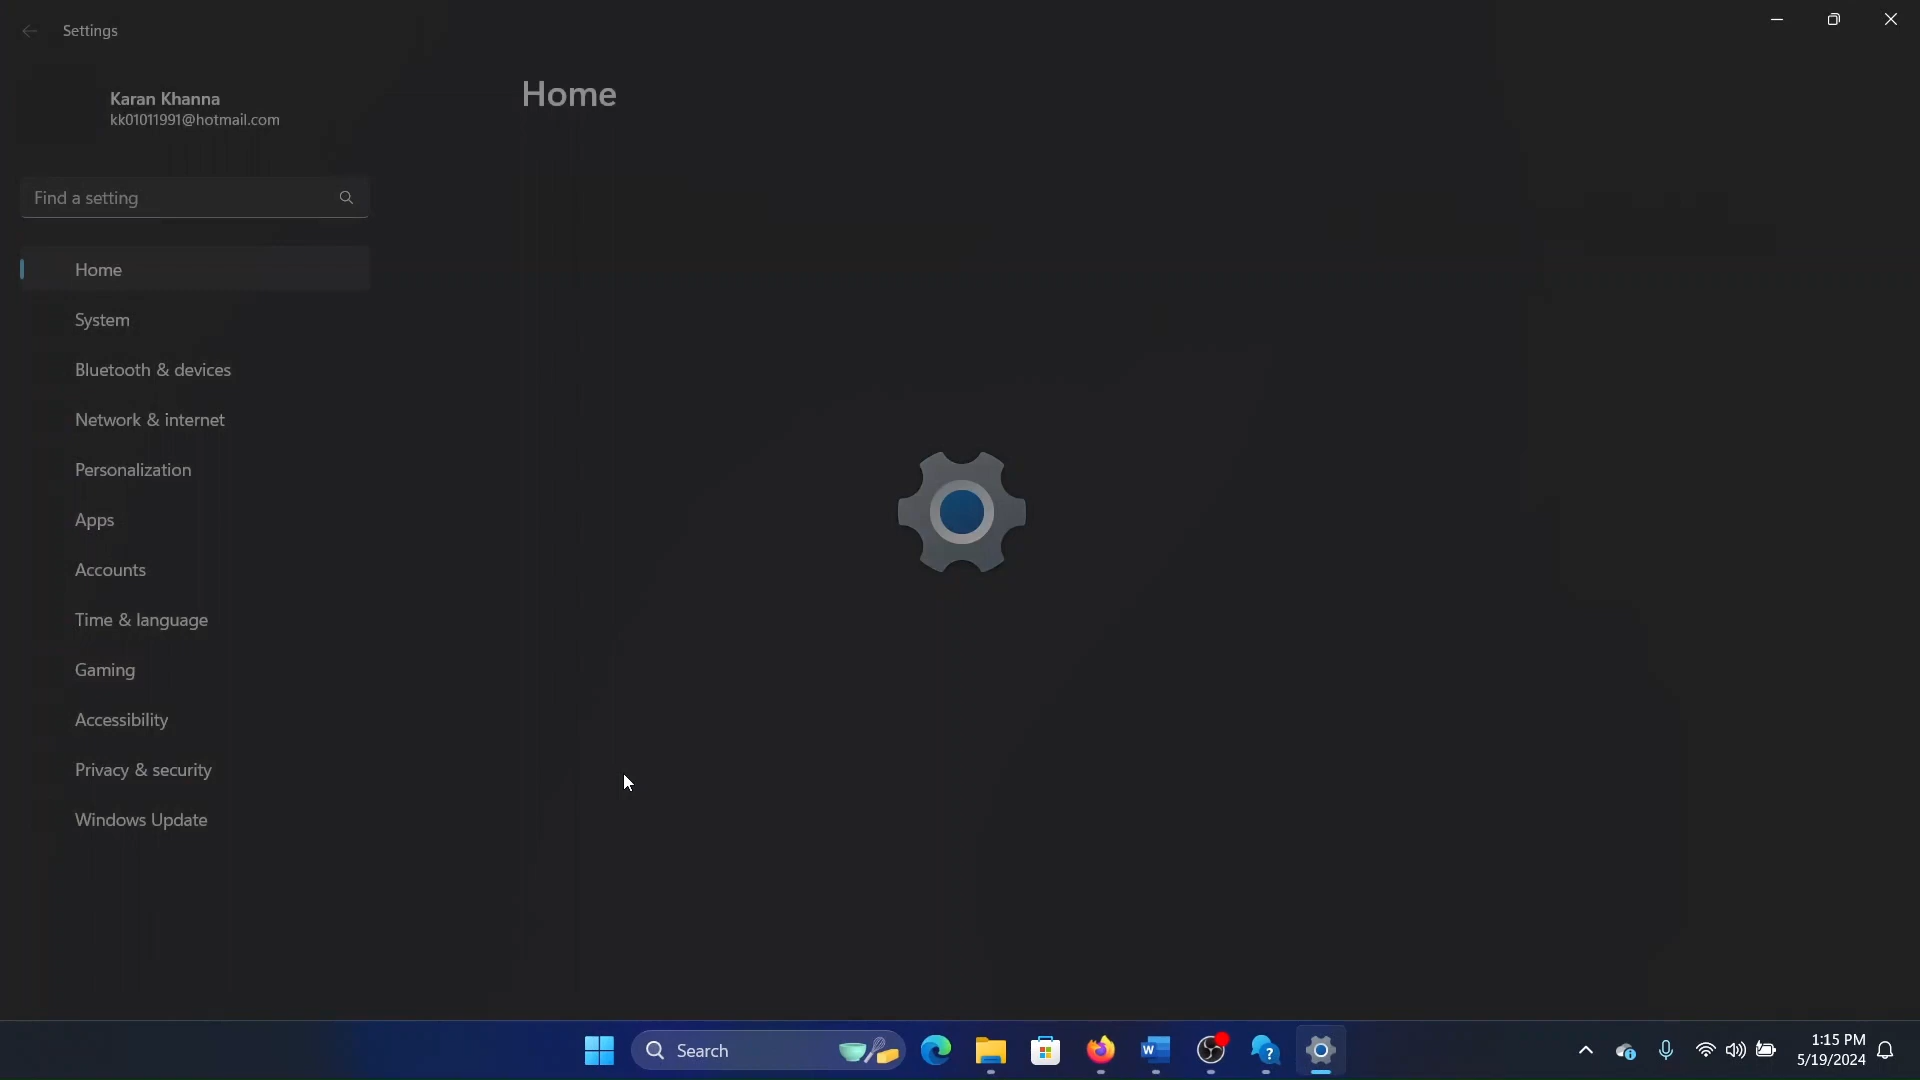 Settings
Karan Khanna
kk01011991@hotmail.com
Home
Find a setting
Home
System
Bluetooth & devices
Network & internet
Personalization
Apps
Accounts
Time & language
Gaming
Accessibility
Privacy & security
Windows Update
Search
1:15 PM
5/19/2024